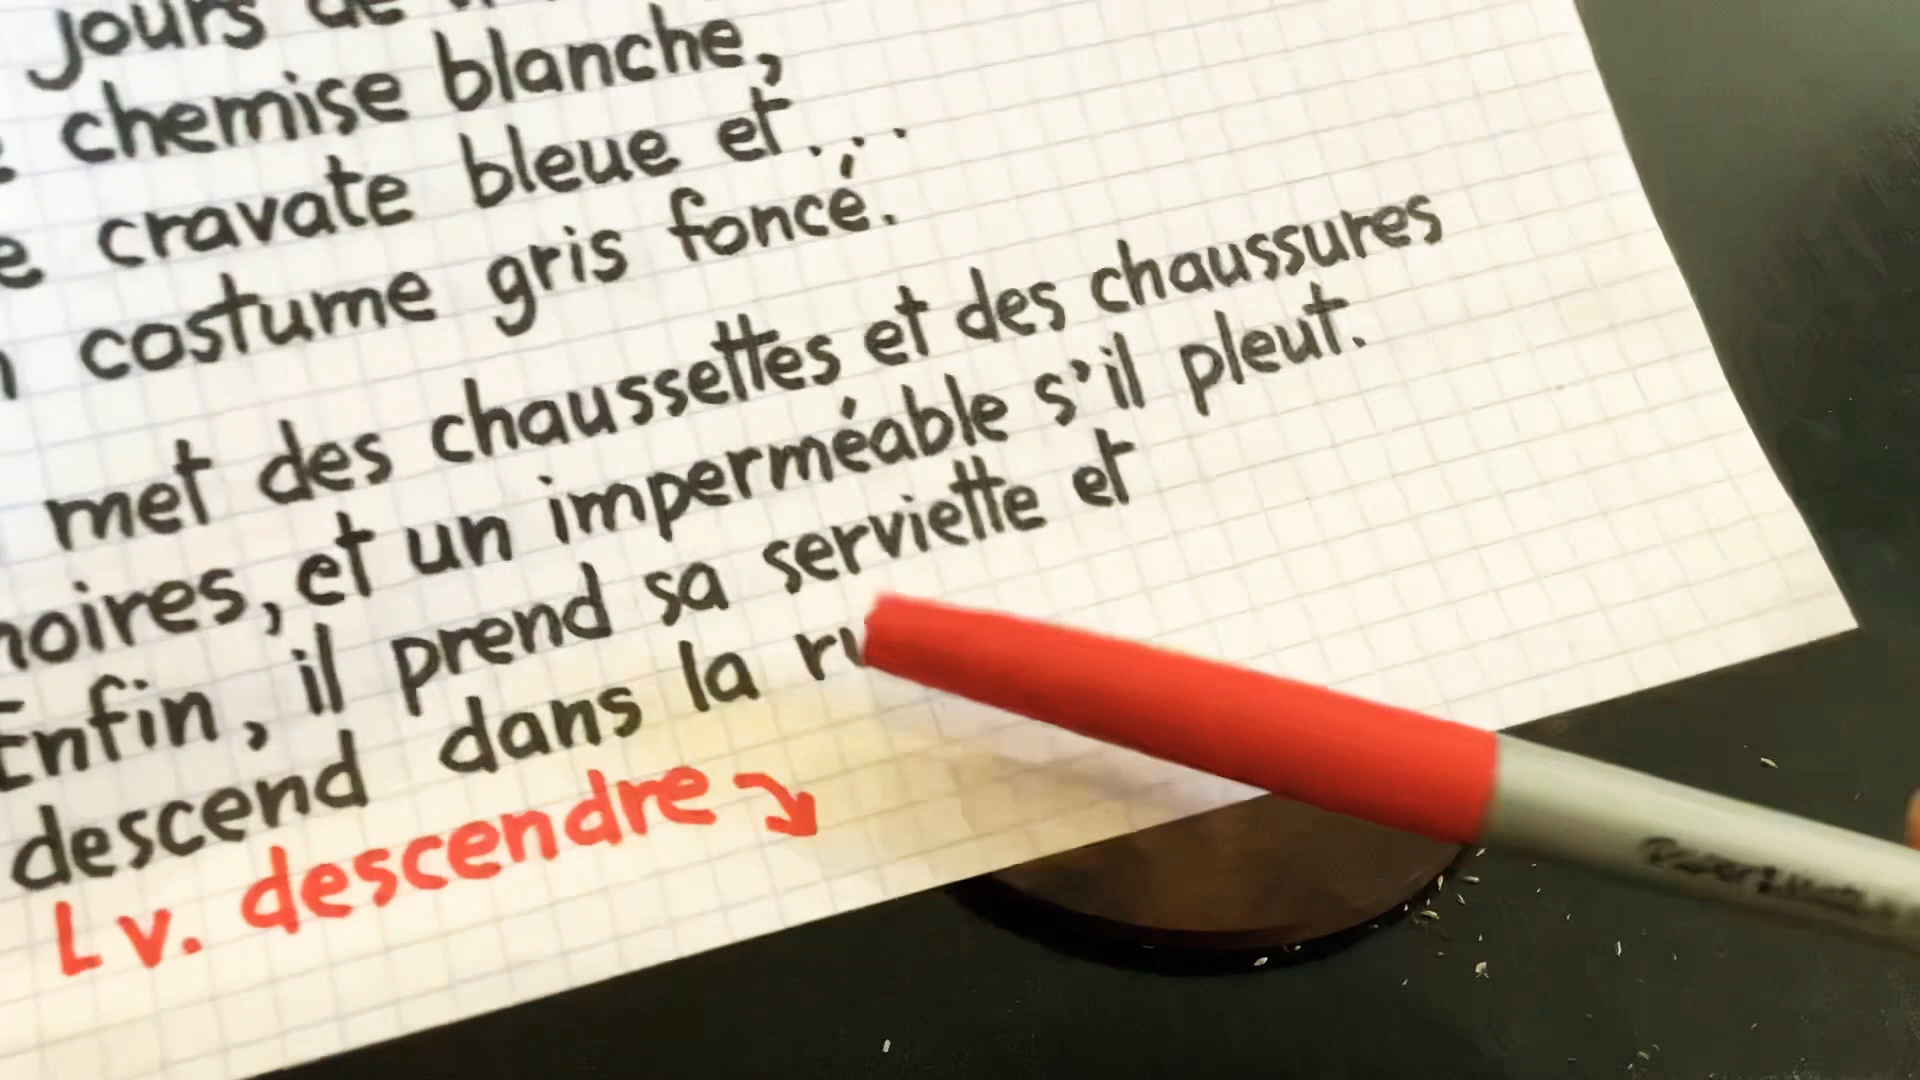 jours de
chemise blanche,
e cravate bleue et...
costume gris foncé.
met des chaussettes et des chaussures
noires, et un imperméable s'il pleut.
Enfin, il prend sa serviette et
descend dans la
v. descendre ↘